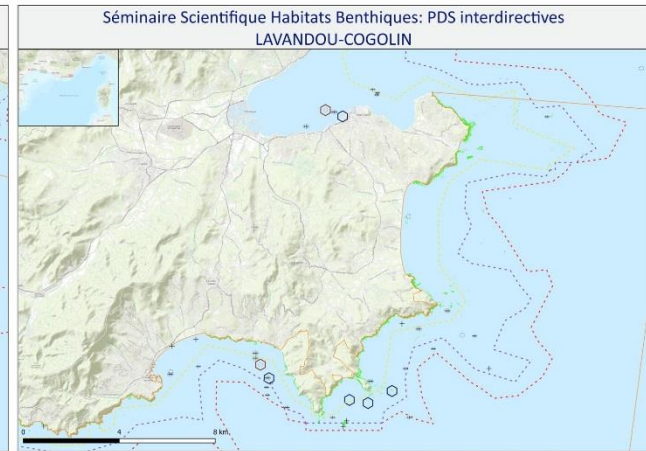 Séminaire Scientifique Habitats Benthiques: PDS interdirectives
LAVANDOU-COGOLIN
0 4 8 km